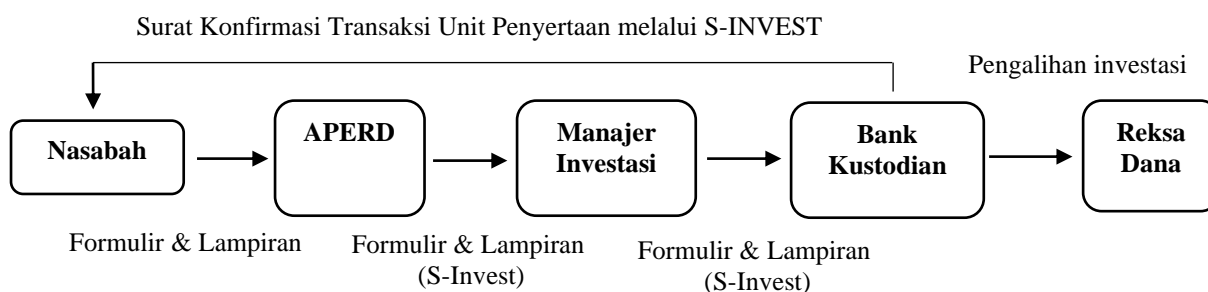 Surat Konfirmasi Transaksi Unit Penyertaan melalui S-INVEST
Pengalihan investasi
Nasabah
APERD
Manajer
Investasi
Bank
Kustodian
Reksa
Dana
Formulir & Lampiran
Formulir & Lampiran
(S-Invest)
Formulir & Lampiran
(S-Invest)